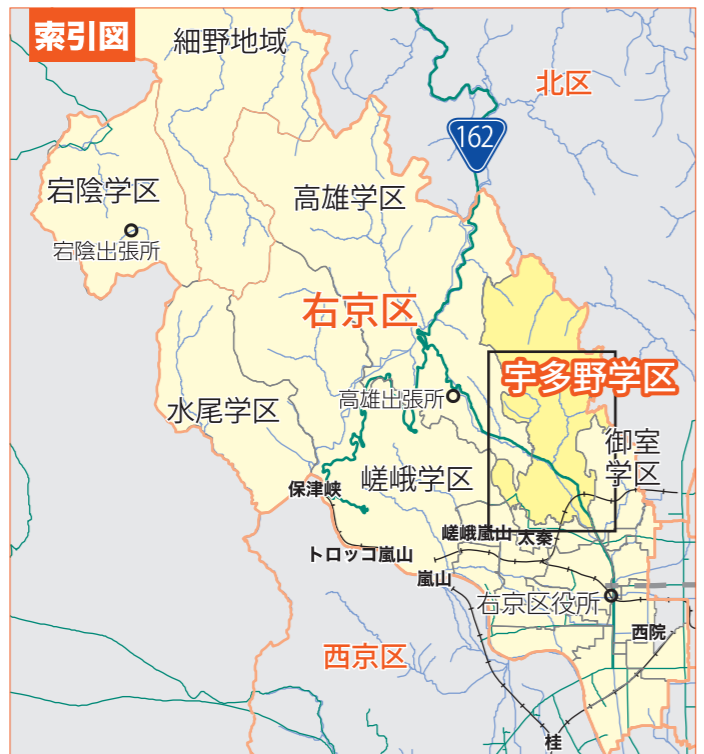 索引図
細野地域
北区
162
宕陰学区
高雄学区
宕陰出張所
右京区
宇多野学区
高雄出張所
水尾学区
御室
学区
嵯峨学区
保津峡
嵯峨嵐山
太秦
トロッコ嵐山
嵐山
右京区役所
西院
西京区
桂